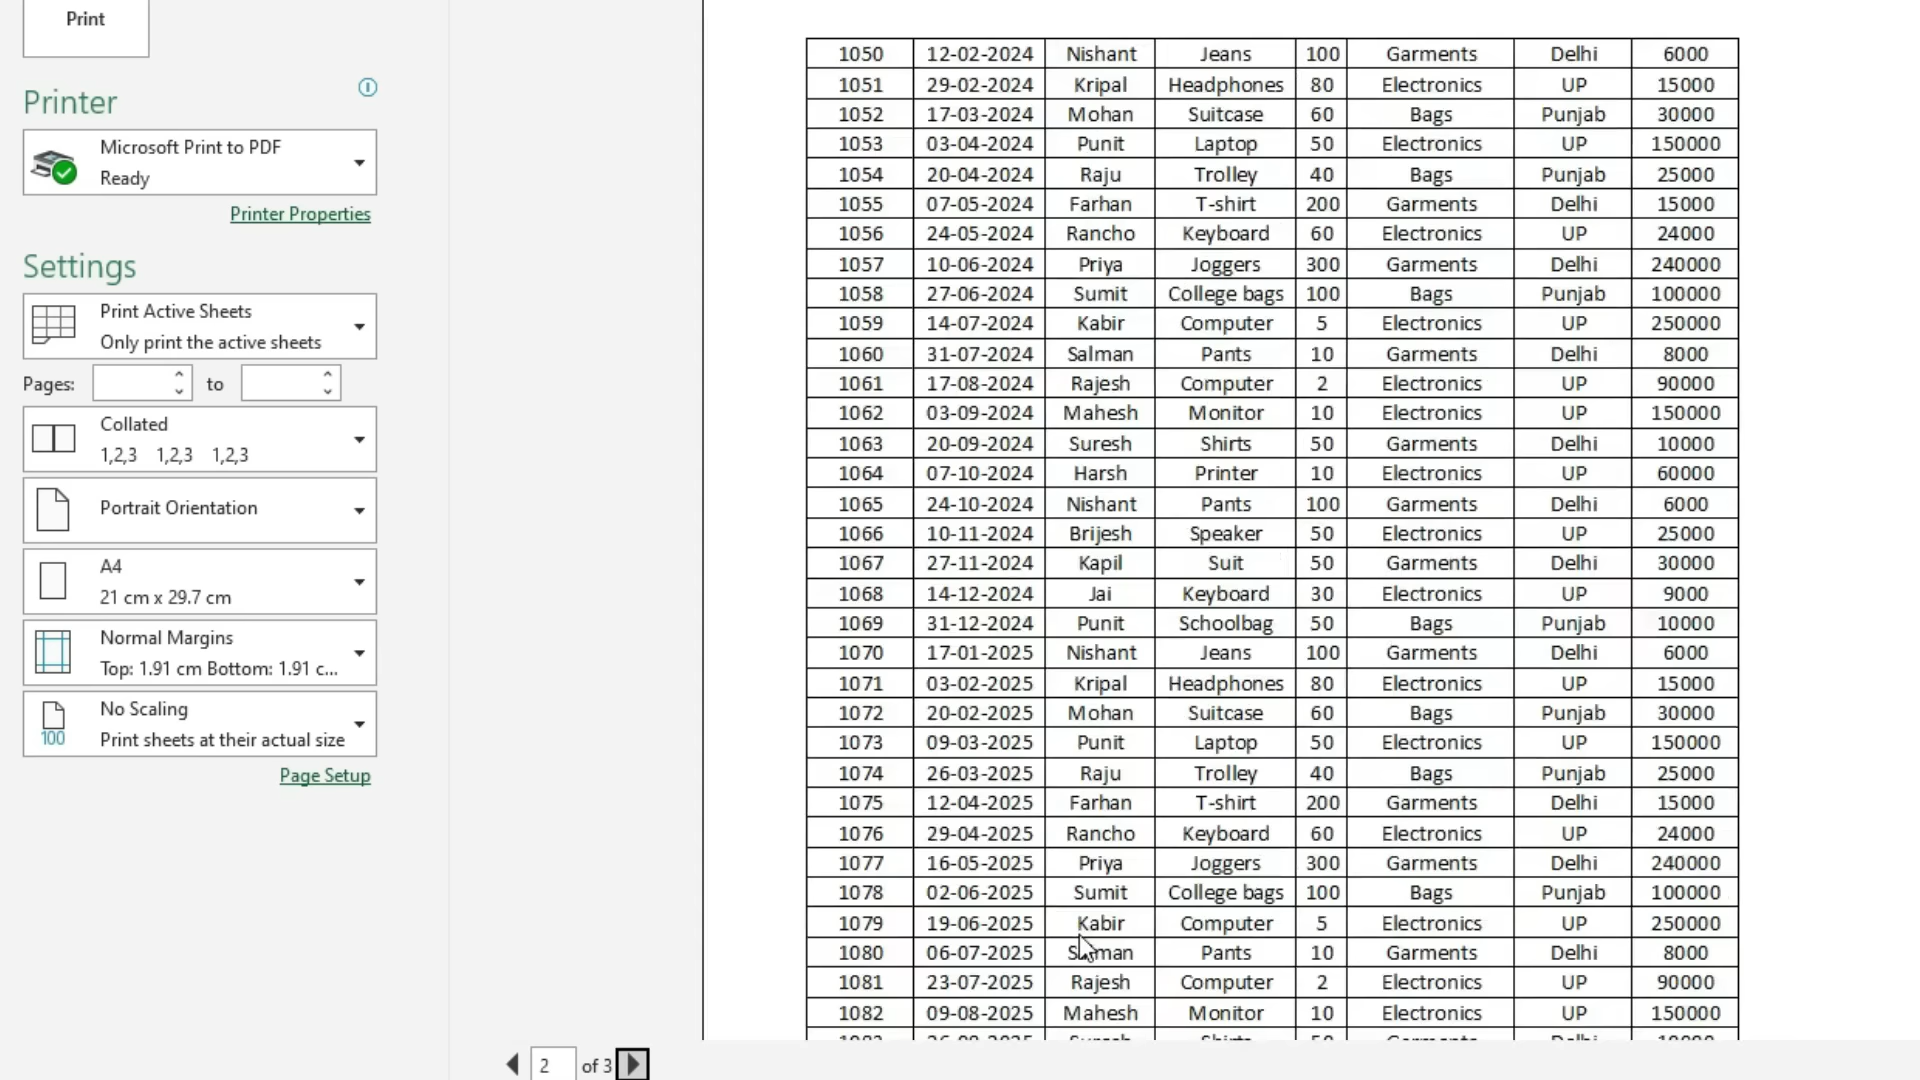 Print
Printer
Microsoft Print to PDF
Ready
Printer Properties
Settings
Print Active Sheets
Only print the active sheets
Pages: to
Collated
1,2,3 1,2,3 1,2,3
Portrait Orientation
A4
21 cm x 29.7 cm
Normal Margins
Top: 1.91 cm Bottom: 1.91 c...
100
No Scaling
Print sheets at their actual size
Page Setup
1050 12-02-2024 Nishant Jeans 100 Garments Delhi 6000
1051 29-02-2024 Kripal Headphones 80 Electronics UP 15000
1052 17-03-2024 Mohan Suitcase 60 Bags Punjab 30000
1053 03-04-2024 Punit Laptop 50 Electronics UP 150000
1054 20-04-2024 Raju Trolley 40 Bags Punjab 25000
1055 07-05-2024 Farhan T-shirt 200 Garments Delhi 15000
1056 24-05-2024 Rancho Keyboard 60 Electronics UP 24000
1057 10-06-2024 Priya Joggers 300 Garments Delhi 240000
1058 27-06-2024 Sumit College bags 100 Bags Punjab 100000
1059 14-07-2024 Kabir Computer 5 Electronics UP 250000
1060 31-07-2024 Salman Pants 10 Garments Delhi 8000
1061 17-08-2024 Rajesh Computer 2 Electronics UP 90000
1062 03-09-2024 Mahesh Monitor 10 Electronics UP 150000
1063 20-09-2024 Suresh Shirts 50 Garments Delhi 10000
1064 07-10-2024 Harsh Printer 10 Electronics UP 60000
1065 24-10-2024 Nishant Pants 100 Garments Delhi 6000
1066 10-11-2024 Brijesh Speaker 50 Electronics UP 25000
1067 27-11-2024 Kapil Suit 50 Garments Delhi 30000
1068 14-12-2024 Jai Keyboard 30 Electronics UP 9000
1069 31-12-2024 Punit Schoolbag 50 Bags Punjab 10000
1070 17-01-2025 Nishant Jeans 100 Garments Delhi 6000
1071 03-02-2025 Kripal Headphones 80 Electronics UP 15000
1072 20-02-2025 Mohan Suitcase 60 Bags Punjab 30000
1073 09-03-2025 Punit Laptop 50 Electronics UP 150000
1074 26-03-2025 Raju Trolley 40 Bags Punjab 25000
1075 12-04-2025 Farhan T-shirt 200 Garments Delhi 15000
1076 29-04-2025 Rancho Keyboard 60 Electronics UP 24000
1077 16-05-2025 Priya Joggers 300 Garments Delhi 240000
1078 02-06-2025 Sumit College bags 100 Bags Punjab 100000
1079 19-06-2025 Kabir Computer 5 Electronics UP 250000
1080 06-07-2025 Salman Pants 10 Garments Delhi 8000
1081 23-07-2025 Rajesh Computer 2 Electronics UP 90000
1082 09-08-2025 Mahesh Monitor 10 Electronics UP 150000
2 of 3